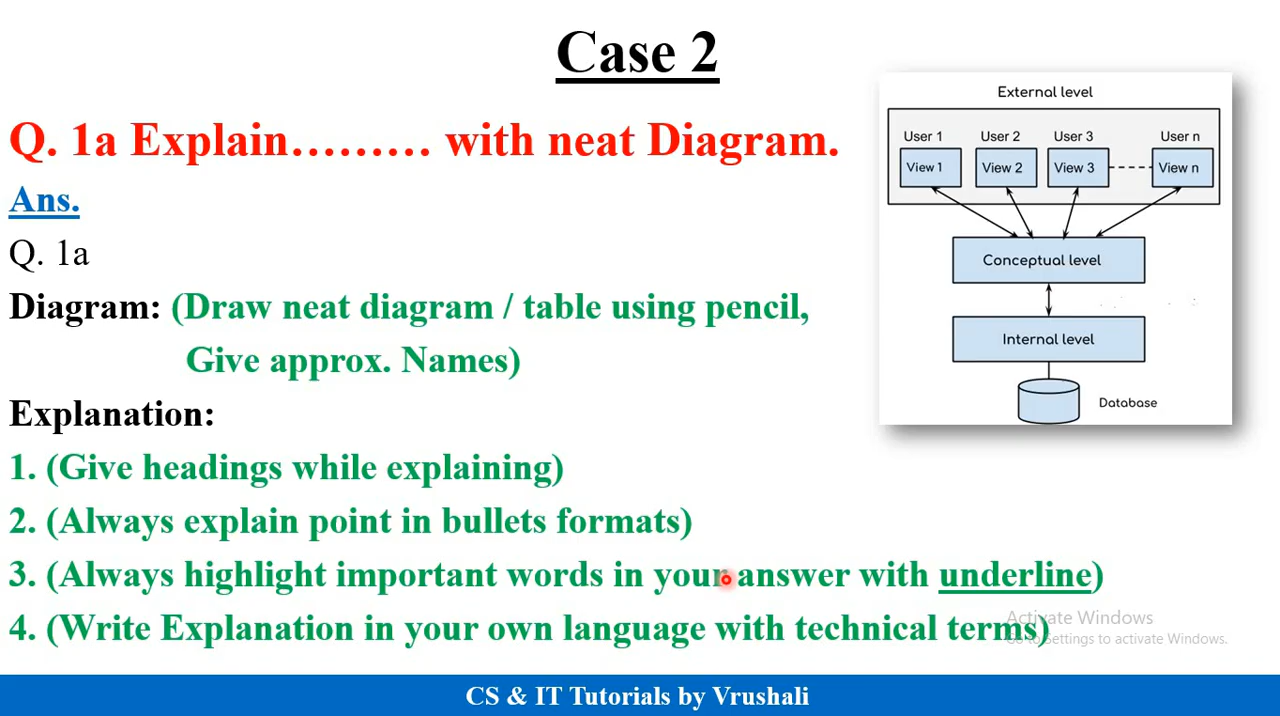 Case 2
Q. 1a Explain……… with neat Diagram.
Ans.
Q. 1a
Diagram: (Draw neat diagram / table using pencil,
Give approx. Names)
Explanation:
1. (Give headings while explaining)
2. (Always explain point in bullets formats)
3. (Always highlight important words in your answer with underline)
4. (Write Explanation in your own language with technical terms)
External level
User 1 User 2 User 3 User n
View 1 View 2 View 3 View n
Conceptual level
Internal level
Database
Activate Windows
Go to Settings to activate Windows.
CS & IT Tutorials by Vrushali